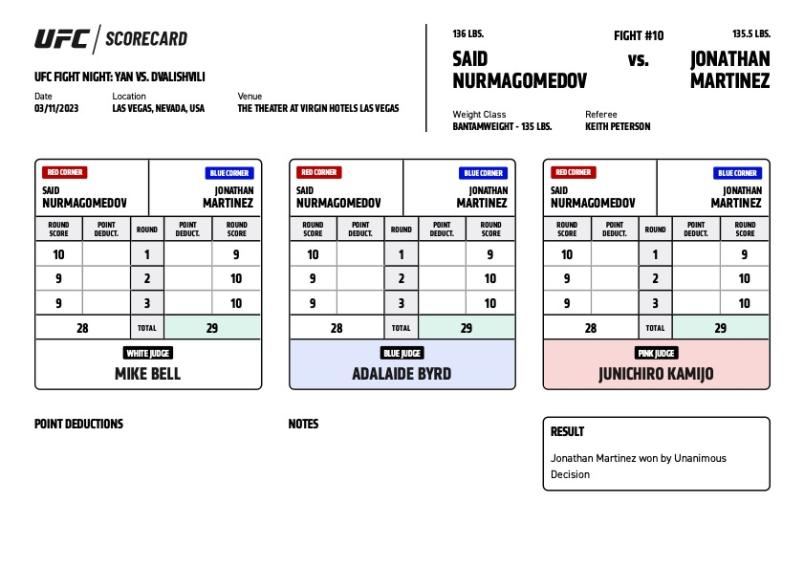 UFC / SCORECARD
UFC FIGHT NIGHT: YAN VS. DVALISHVILI
Date Location Venue
03/11/2023 LAS VEGAS, NEVADA, USA THE THEATER AT VIRGIN HOTELS LAS VEGAS
136 LBS. FIGHT #10 135.5 LBS.
SAID VS. JONATHAN
NURMAGOMEDOV MARTINEZ
Weight Class Referee
BANTAMWEIGHT - 135 LBS. KEITH PETERSON
RED CORNER BLUE CORNER
SAID JONATHAN
NURMAGOMEDOV MARTINEZ
ROUND SCORE POINT DEDUCT. ROUND POINT DEDUCT. ROUND SCORE
10 1 9
9 2 10
9 3 10
28 TOTAL 29
WHITE JUDGE
MIKE BELL
RED CORNER BLUE CORNER
SAID JONATHAN
NURMAGOMEDOV MARTINEZ
ROUND SCORE POINT DEDUCT. ROUND POINT DEDUCT. ROUND SCORE
10 1 9
9 2 10
9 3 10
28 TOTAL 29
BLUE JUDGE
ADALAIDE BYRD
RED CORNER BLUE CORNER
SAID JONATHAN
NURMAGOMEDOV MARTINEZ
ROUND SCORE POINT DEDUCT. ROUND POINT DEDUCT. ROUND SCORE
10 1 9
9 2 10
9 3 10
28 TOTAL 29
PINK JUDGE
JUNICHIRO KAMIJO
POINT DEDUCTIONS
NOTES
RESULT
Jonathan Martinez won by Unanimous
Decision